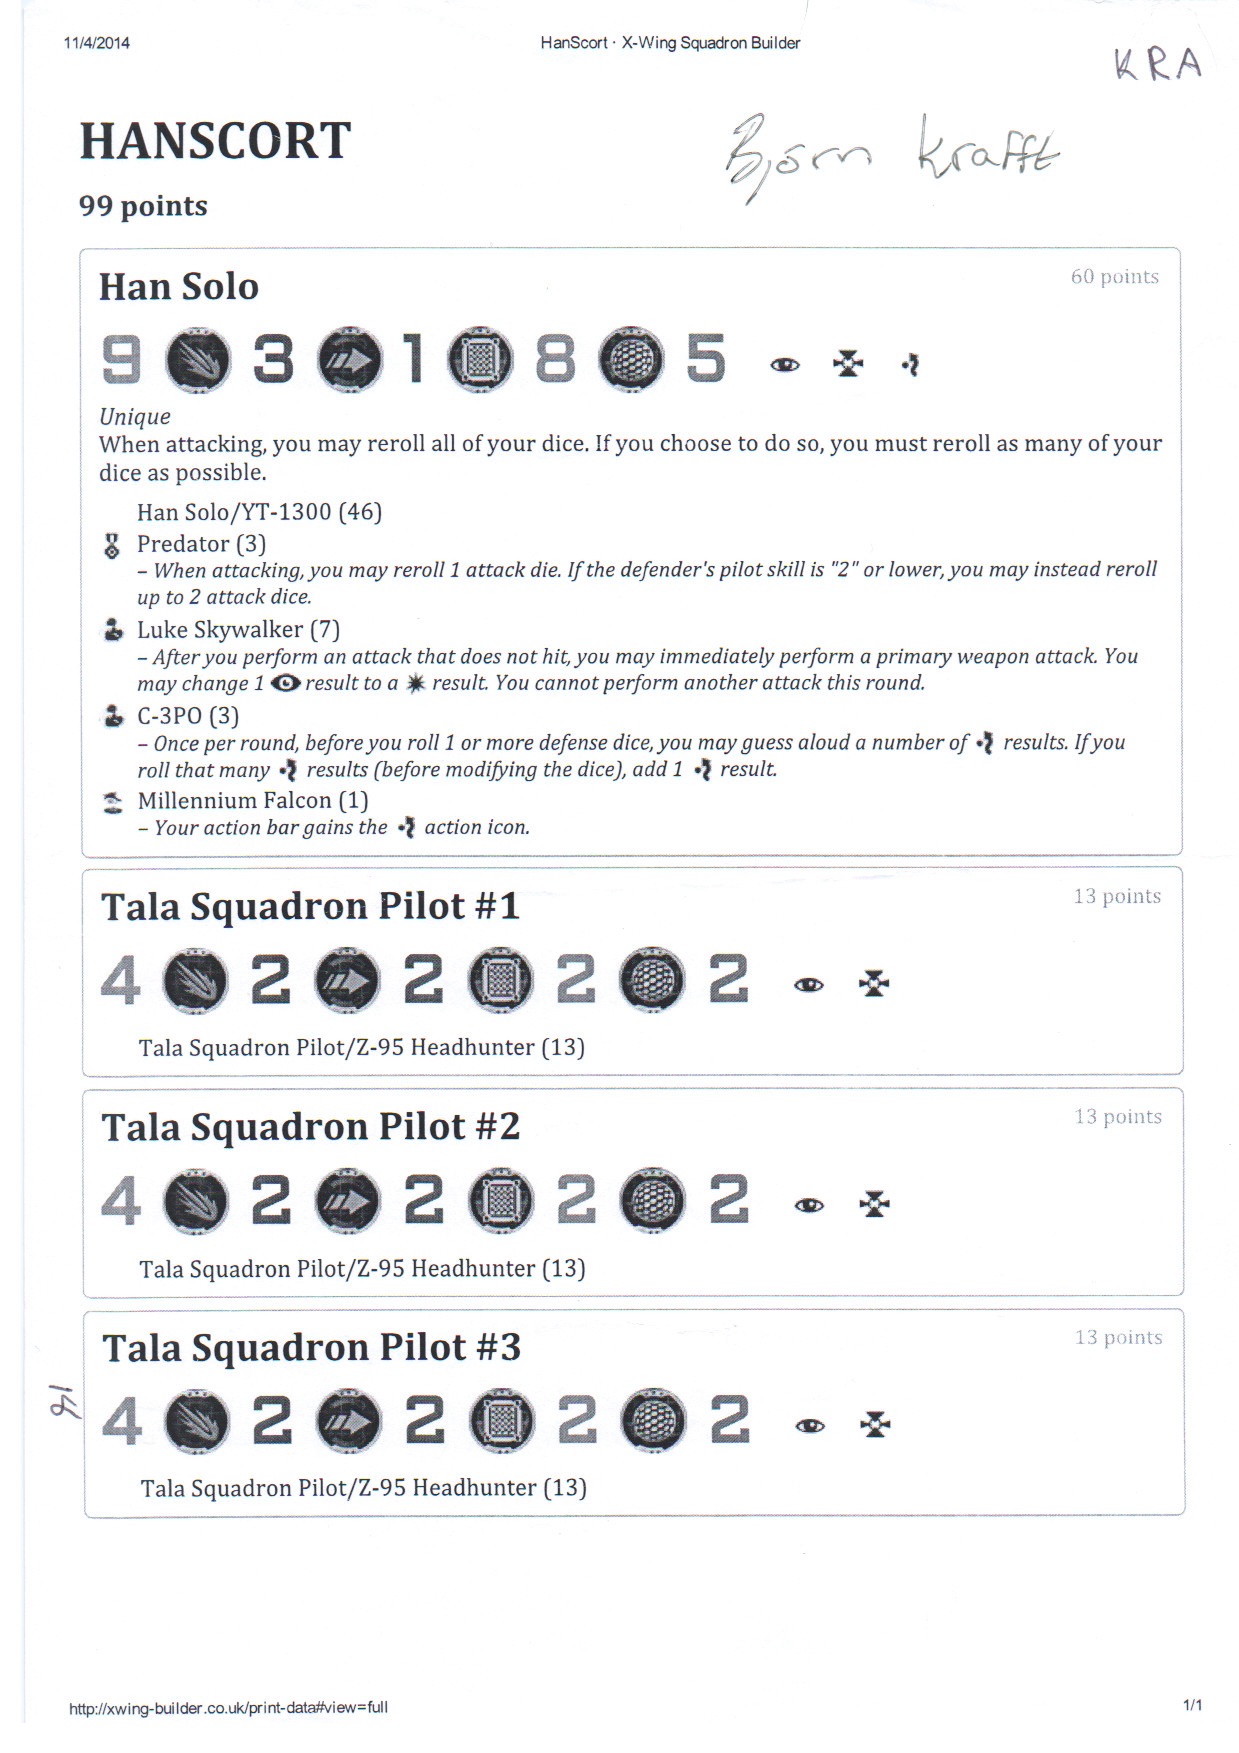 11/4/2014 HanScort · X-Wing Squadron Builder
KRA
HANSCORT
Björn Krafft
99 points
Han Solo 60 points
9 3 1 8 5
Unique
When attacking, you may reroll all of your dice. If you choose to do so, you must reroll as many of your
dice as possible.
Han Solo/YT-1300 (46)
Predator (3)
– When attacking, you may reroll 1 attack die. If the defender's pilot skill is "2" or lower, you may instead reroll
up to 2 attack dice.
Luke Skywalker (7)
– After you perform an attack that does not hit, you may immediately perform a primary weapon attack. You
may change 1 result to a result. You cannot perform another attack this round.
C-3PO (3)
– Once per round, before you roll 1 or more defense dice, you may guess aloud a number of results. If you
roll that many results (before modifying the dice), add 1 result.
Millennium Falcon (1)
– Your action bar gains the action icon.
Tala Squadron Pilot #1 13 points
4 2 2 2 2
Tala Squadron Pilot/Z-95 Headhunter (13)
Tala Squadron Pilot #2 13 points
4 2 2 2 2
Tala Squadron Pilot/Z-95 Headhunter (13)
Tala Squadron Pilot #3 13 points
4 2 2 2 2
Tala Squadron Pilot/Z-95 Headhunter (13)
http://xwing-builder.co.uk/print-data#view=full 1/1